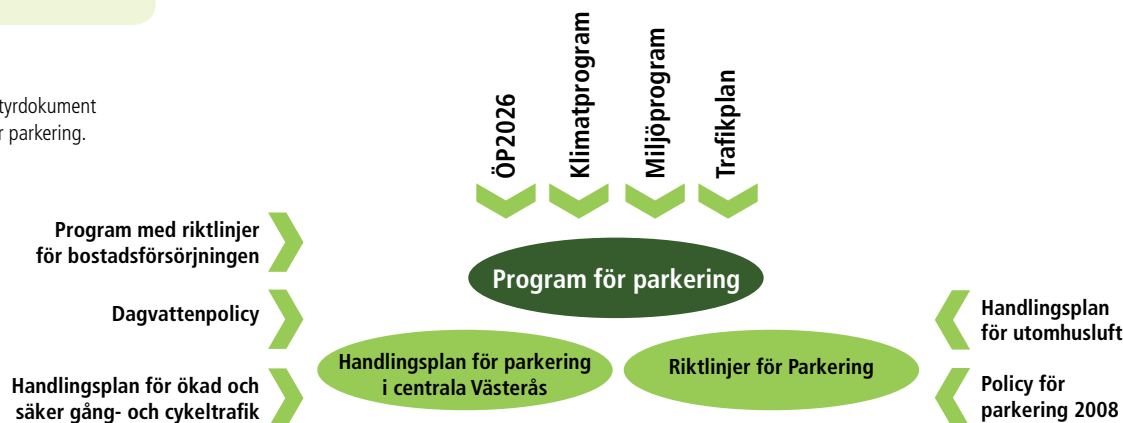 tyrdokument
r parkering.
ÖP2026
Klimatprogram
Miljöprogram
Trafikplan
Program med riktlinjer
för bostadsförsörjningen
Dagvattenpolicy
Handlingsplan för ökad och
säker gång- och cykeltrafik
Program för parkering
Handlingsplan för parkering
i centrala Västerås
Riktlinjer för Parkering
Handlingsplan
för utomhusluft
Policy för
parkering 2008